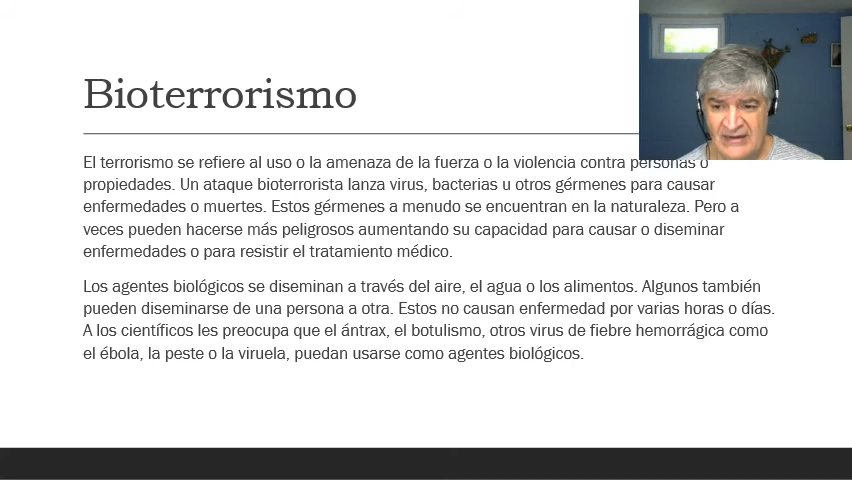 Bioterrorismo
El terrorismo se refiere al uso o la amenaza de la fuerza o la violencia contra personas o
propiedades. Un ataque bioterrorista lanza virus, bacterias u otros gérmenes para causar
enfermedades o muertes. Estos gérmenes a menudo se encuentran en la naturaleza. Pero a
veces pueden hacerse más peligrosos aumentando su capacidad para causar o diseminar
enfermedades o para resistir el tratamiento médico.
Los agentes biológicos se diseminan a través del aire, el agua o los alimentos. Algunos también
pueden diseminarse de una persona a otra. Estos no causan enfermedad por varias horas o días.
A los científicos les preocupa que el ántrax, el botulismo, otros virus de fiebre hemorrágica como
el ébola, la peste o la viruela, puedan usarse como agentes biológicos.